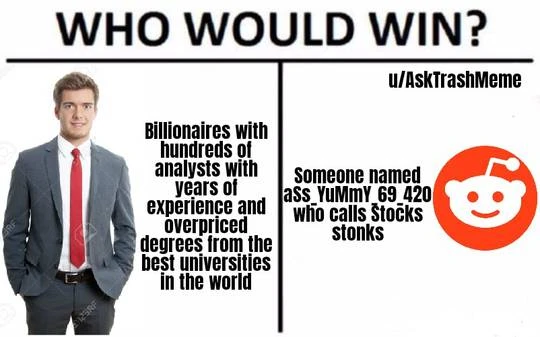 WHO WOULD WIN?
Billionaires with
hundreds of
analysts with
years of
experience and
overpriced
degrees from the
best universities
in the world
u/AskTrashMeme
Someone named
aSs_YuMmY_69_420
who calls Stocks
stonks